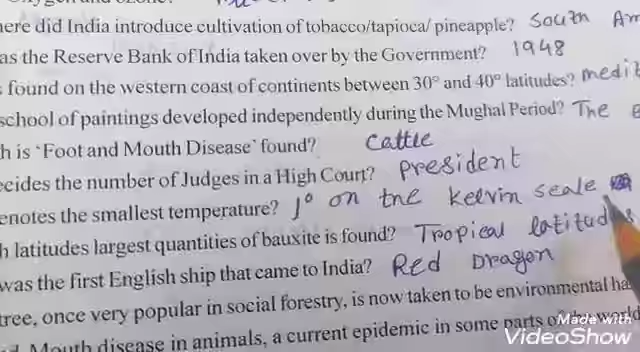 here did India introduce cultivation of tobacco/tapioca/ pineapple? South Am
as the Reserve Bank of India taken over by the Government? 1948
found on the western coast of continents between 30° and 40° latitudes? medit
school of paintings developed independently during the Mughal Period? The B
h is ‘Foot and Mouth Disease’ found? Cattle
ecides the number of Judges in a High Court? President
enotes the smallest temperature? 1° on the Kelvin scale
h latitudes largest quantities of bauxite is found? Tropical latitudes
was the first English ship that came to India? Red Dragon
tree, once very popular in social forestry, is now taken to be environmental ha
Mouth disease in animals, a current epidemic in some parts of the world
Made with
VideoShow